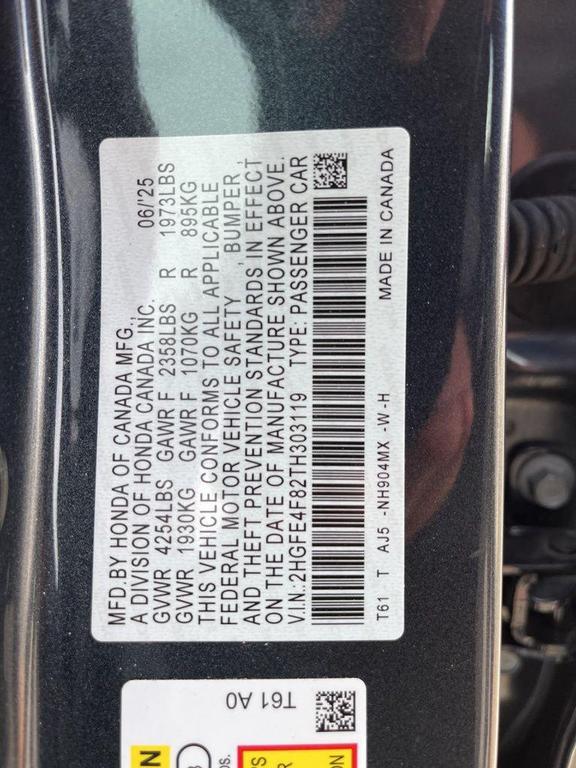 MFD.BY HONDA OF CANADA MFG., 06/'25
A DIVISION OF HONDA CANADA INC.
GVWR 4254LBS GAWR F 2358LBS R 1973LBS
GVWR 1930KG GAWR F 1070KG R 895KG
THIS VEHICLE CONFORMS TO ALL APPLICABLE
FEDERAL MOTOR VEHICLE SAFETY , BUMPER ,
AND THEFT PREVENTION STANDARDS IN EFFECT
ON THE DATE OF MANUFACTURE SHOWN ABOVE.
V.I.N.:2HGFE4F82TH303119 TYPE: PASSENGER CAR
T61 T AJ5 -NH904MX -W -H MADE IN CANADA
T61 A0